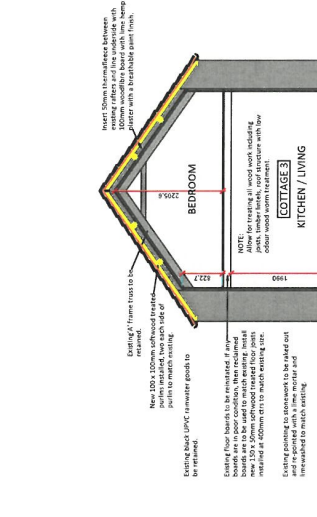 Insert 50mm thermafleece between
existing rafters and line underside with
100mm woodfibre board with lime hemp
plaster with a breathable paint finish.
Existing 'A' frame truss to be
retained.
New 100 x 100mm softwood treated
purlins installed, two each side of
purlin to match existing.
Existing black UPVC rainwater goods to
be retained.
Existing floor boards to be reinstated. If any
boards are in poor condition, then reclaimed
boards are to be used to match existing. Install
new 150 x 50mm softwood treated floor joists
installed at 400mm ctrs to match existing size.
Existing pointing to stonework to be raked out
and re-pointed with a lime mortar and
limewashed to match existing.
2205.6
BEDROOM
822.7
NOTE:
Allow for treating all wood work including
joists, timber lintels, roof structure with low
odour wood worm treatment.
1990
COTTAGE 3
KITCHEN / LIVING